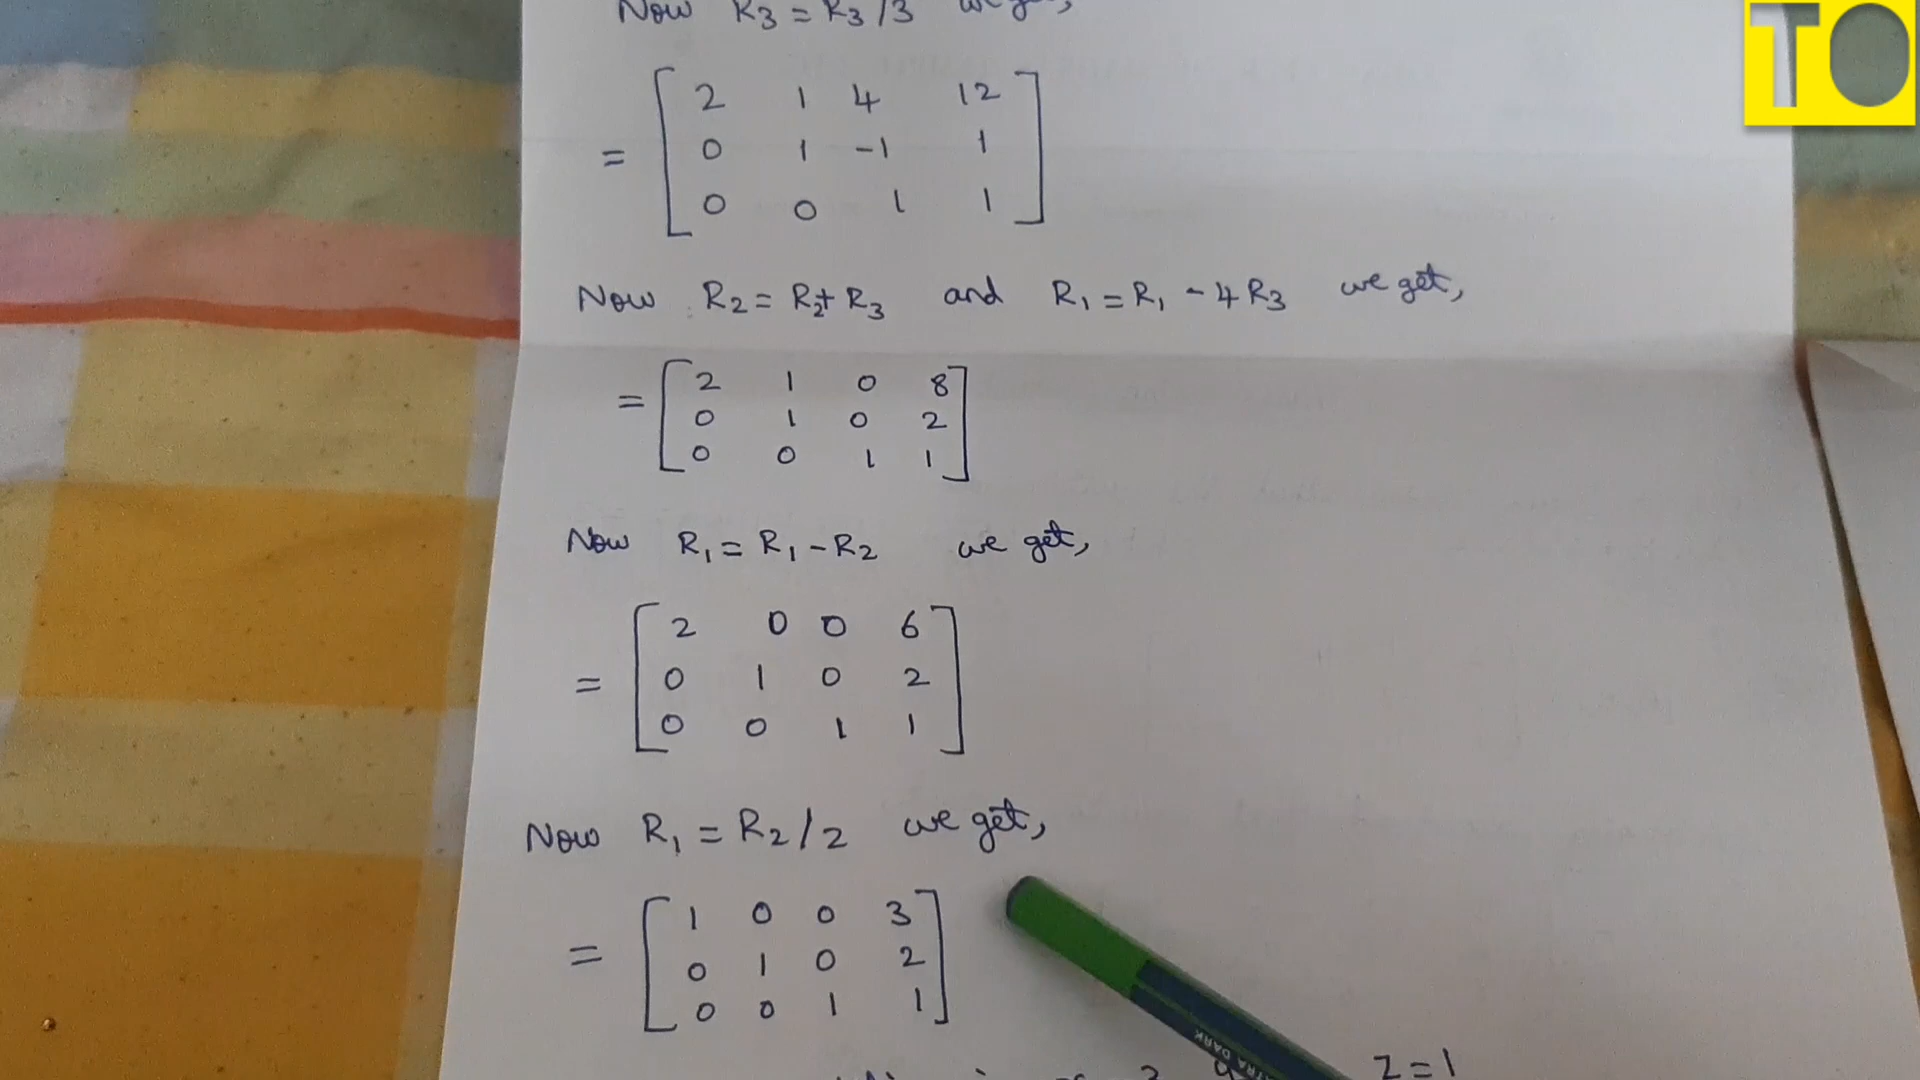 TO
Now R3 = R3/3 we get,
= [ 2 1 4 12
0 1 -1 1
0 0 1 1 ]
Now R2 = R2+ R3 and R1 = R1 - 4R3 we get,
= [ 2 1 0 8
0 1 0 2
0 0 1 1 ]
Now R1 = R1 - R2 we get,
= [ 2 0 0 6
0 1 0 2
0 0 1 1 ]
Now R1 = R2/2 we get,
= [ 1 0 0 3
0 1 0 2
0 0 1 1 ]
z=1